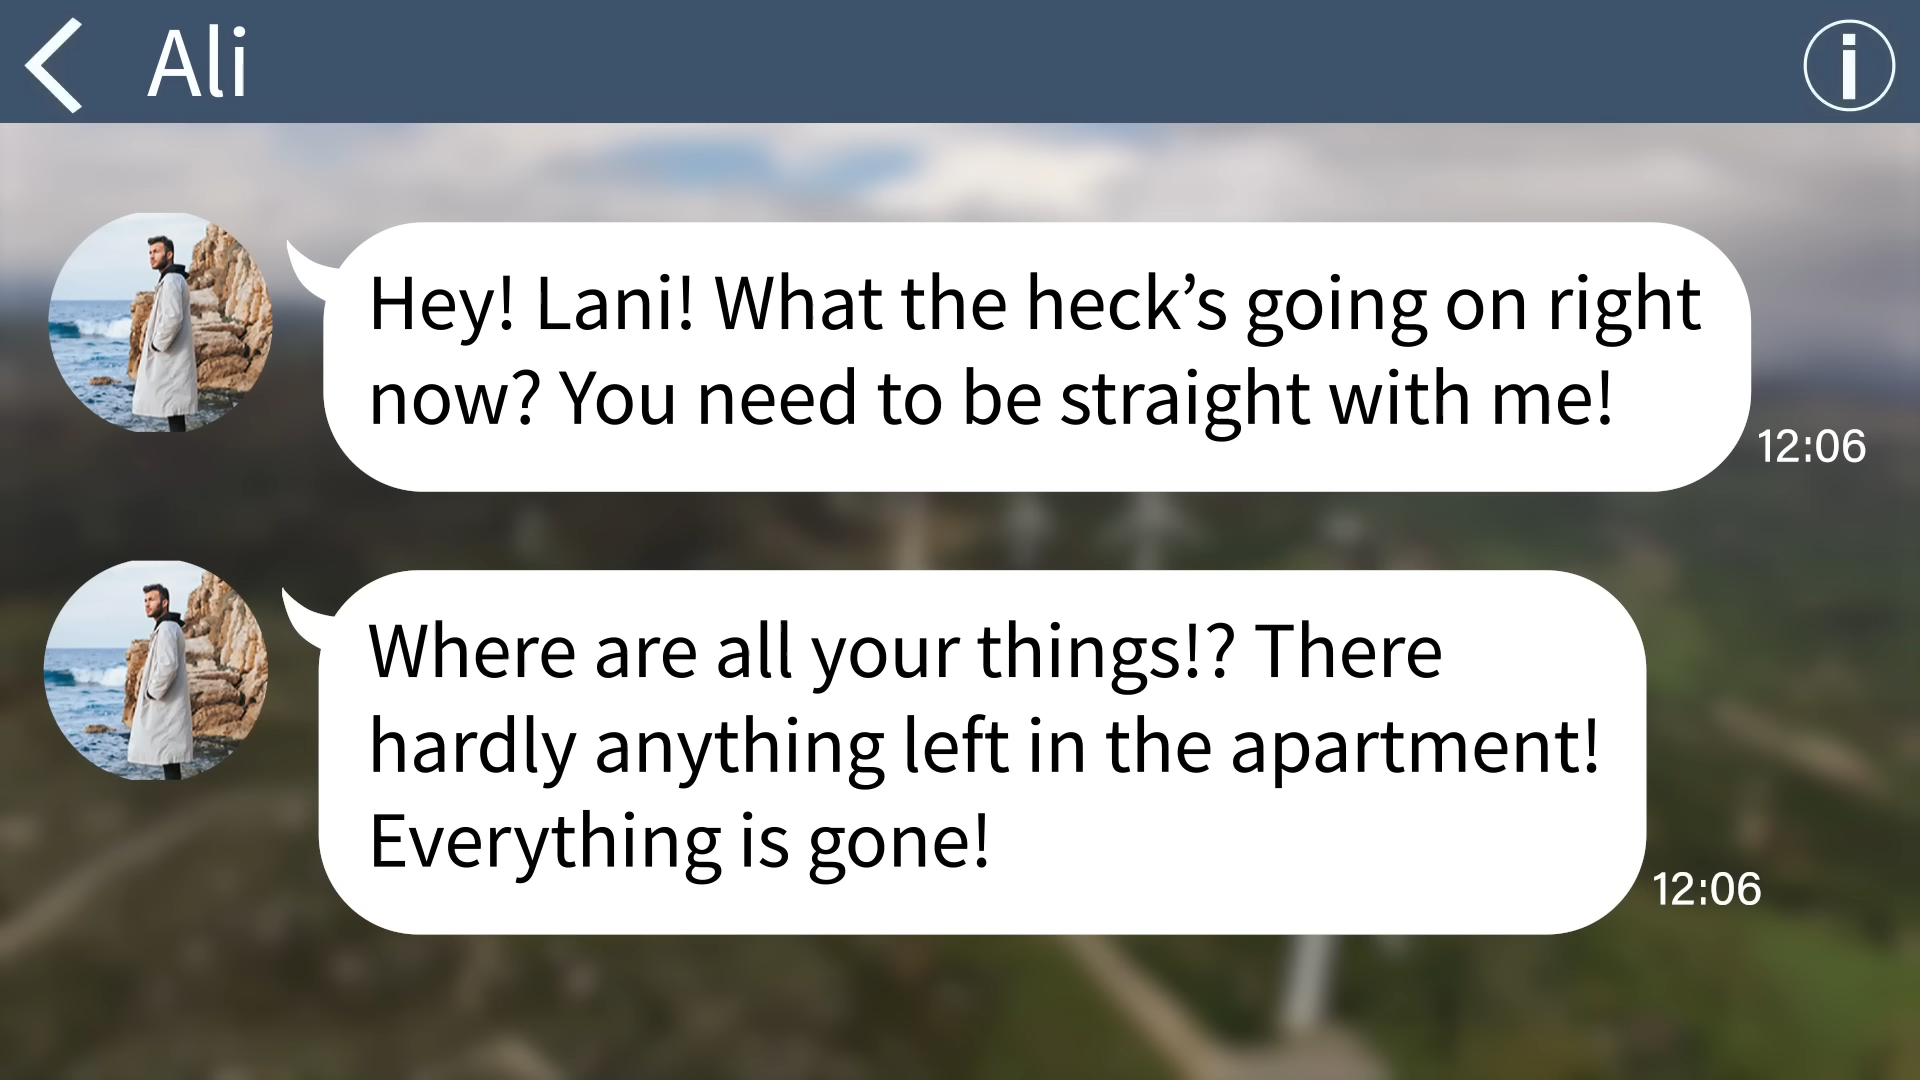 Ali
Hey! Lani! What the heck’s going on right
now? You need to be straight with me!
12:06
Where are all your things!? There
hardly anything left in the apartment!
Everything is gone!
12:06